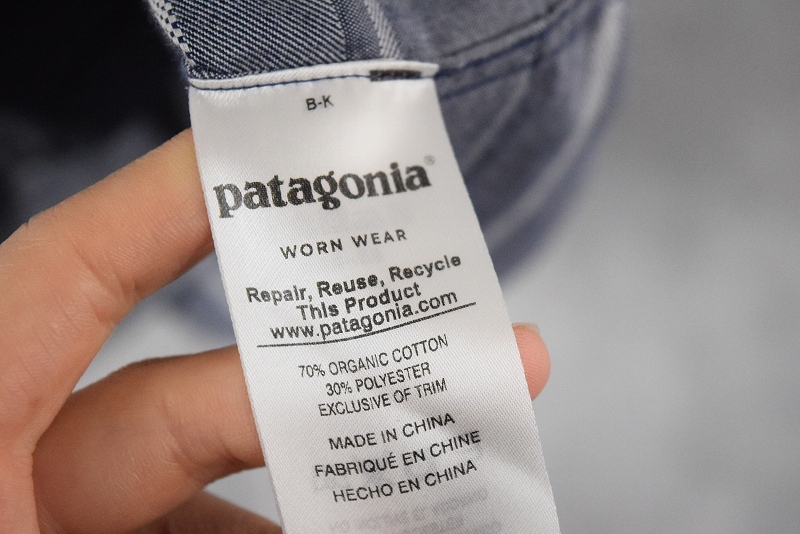 B-K
patagonia®
WORN WEAR
Repair, Reuse, Recycle
This Product
www.patagonia.com
70% ORGANIC COTTON
30% POLYESTER
EXCLUSIVE OF TRIM
MADE IN CHINA
FABRIQUÉ EN CHINE
HECHO EN CHINA